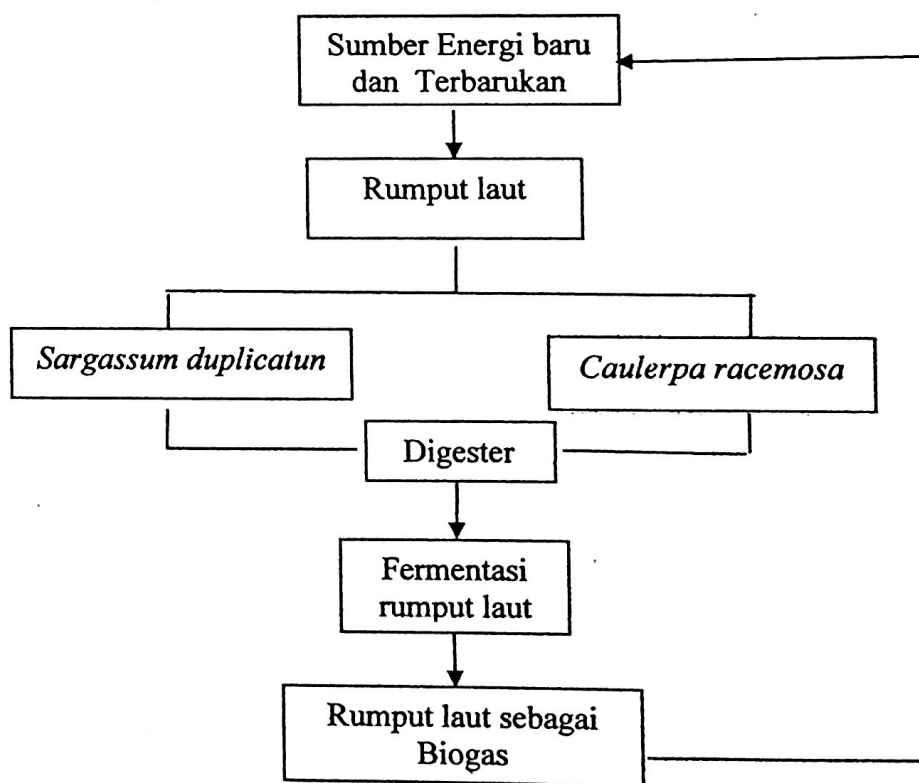 Sumber Energi baru
dan Terbarukan
Rumput laut
Sargassum duplicatun
Caulerpa racemosa
Digester
Fermentasi
rumput laut
Rumput laut sebagai
Biogas